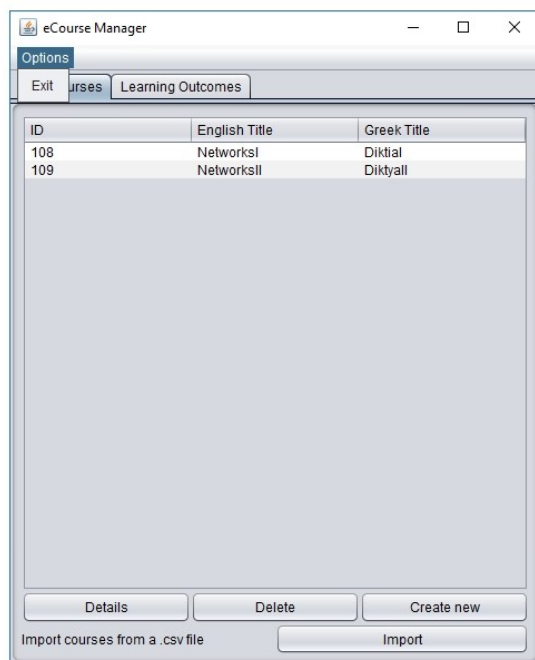 eCourse Manager
Options
Exit urses Learning Outcomes
ID English Title Greek Title
108 NetworksI DiktiaI
109 NetworksII DiktyaII
Details Delete Create new
Import courses from a .csv file Import